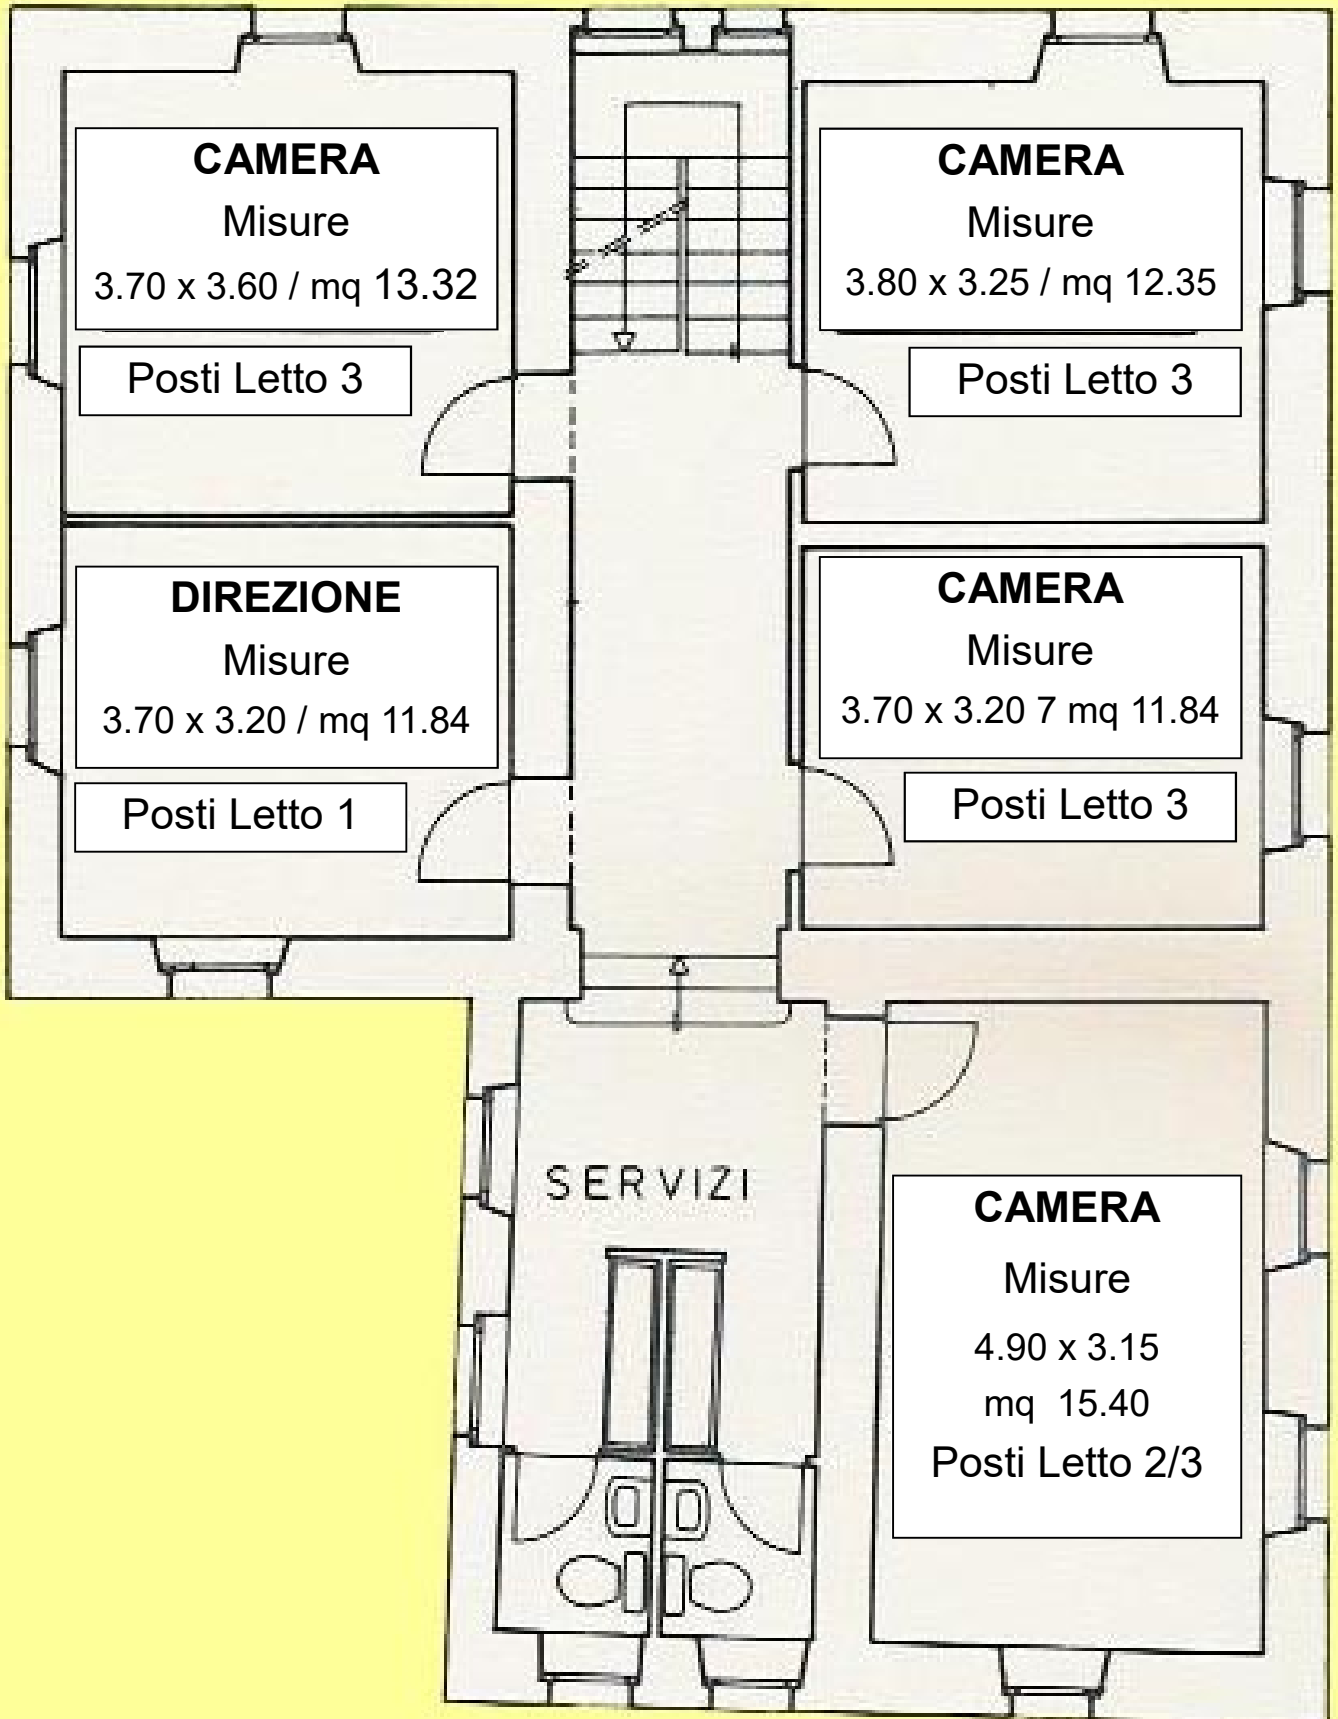 CAMERA
Misure
3.70 x 3.60 / mq 13.32
Posti Letto 3
CAMERA
Misure
3.80 x 3.25 / mq 12.35
Posti Letto 3
DIREZIONE
Misure
3.70 x 3.20 / mq 11.84
Posti Letto 1
CAMERA
Misure
3.70 x 3.20 7 mq 11.84
Posti Letto 3
SERVIZI
CAMERA
Misure
4.90 x 3.15
mq 15.40
Posti Letto 2/3